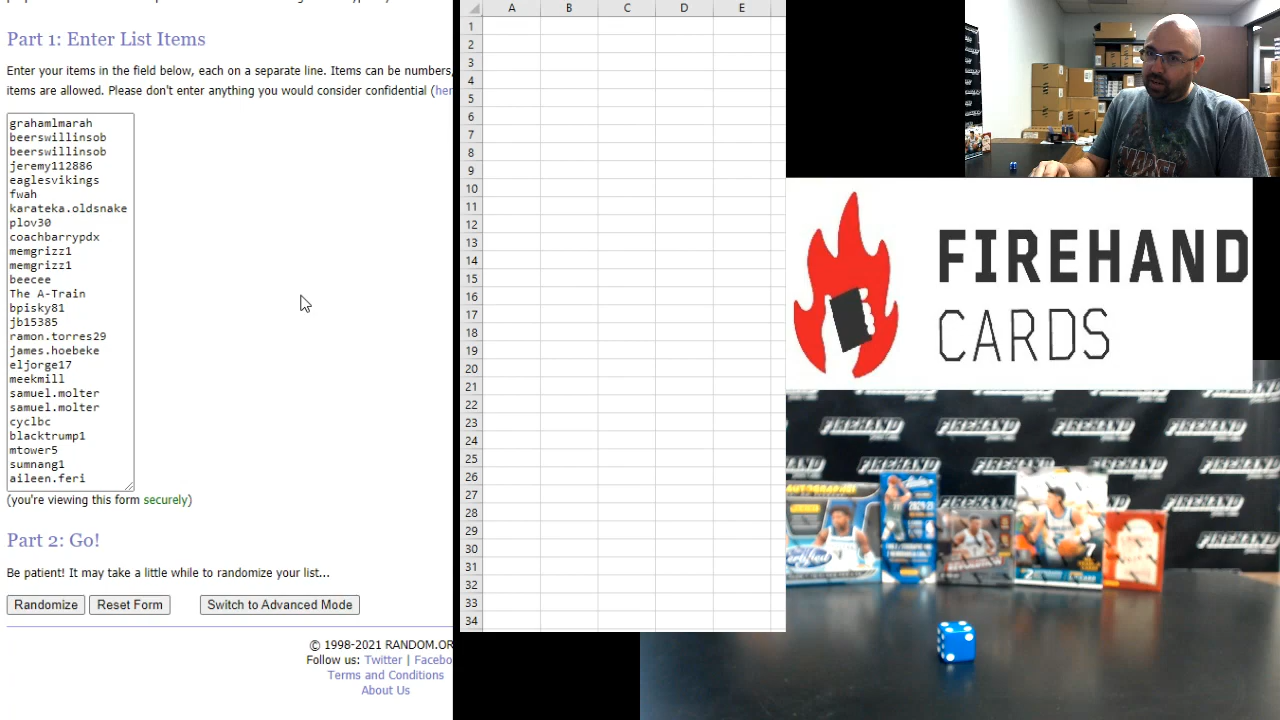 Part 1: Enter List Items
Enter your items in the field below, each on a separate line. Items can be numbers,
items are allowed. Please don't enter anything you would consider confidential (her
grahamlmarah
beerswillinsob
beerswillinsob
jeremy112886
eaglesvikings
fwah
karateka.oldsnake
plov30
coachbarrypdx
memgrizz1
memgrizz1
beecee
The A-Train
bpisky81
jb15385
ramon.torres29
james.hoebeke
eljorge17
meekmill
samuel.molter
samuel.molter
cyclbc
blacktrump1
mtower5
sumnang1
aileen.feri
(you're viewing this form securely)
Part 2: Go!
Be patient! It may take a little while to randomize your list...
Randomize
Reset Form
Switch to Advanced Mode
© 1998-2021 RANDOM.OR
Follow us: Twitter | Facebo
Terms and Conditions
About Us
A B C D E
1
2
3
4
5
6
7
8
9
10
11
12
13
14
15
16
17
18
19
20
21
22
23
24
25
26
27
28
29
30
31
32
33
34
FIREHAND
CARDS
FIREHAND
FIREHAND
FIREHAND
FIREHAND
Certified
7